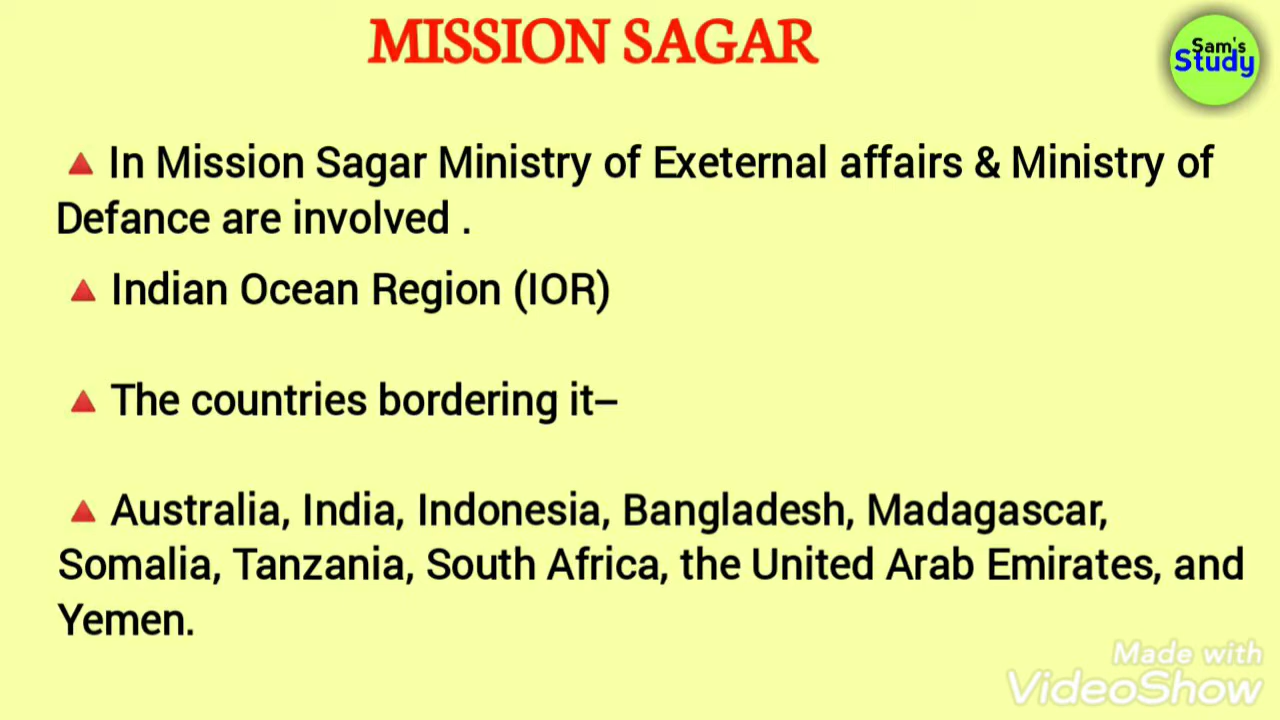 MISSION SAGAR
Sam's
Study
🔺In Mission Sagar Ministry of Exeternal affairs & Ministry of
Defance are involved .
🔺Indian Ocean Region (IOR)
🔺The countries bordering it–
🔺Australia, India, Indonesia, Bangladesh, Madagascar,
Somalia, Tanzania, South Africa, the United Arab Emirates, and
Yemen.
Made with
VideoShow